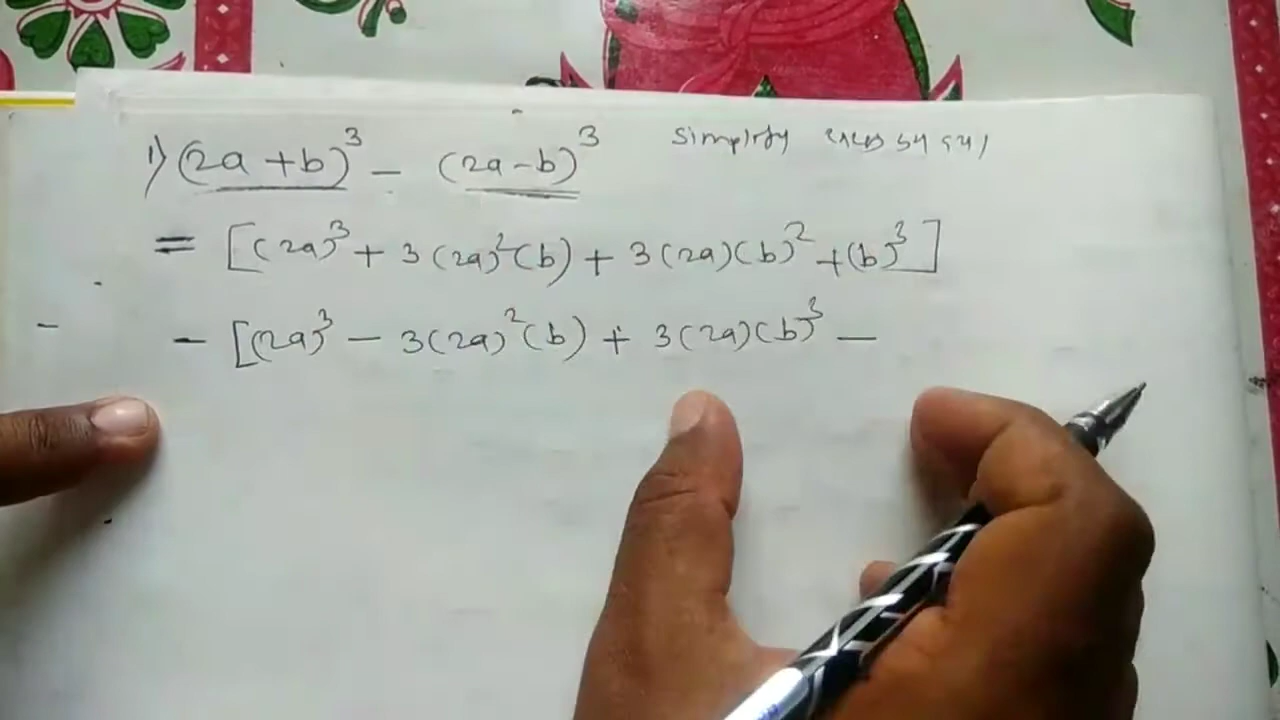 1) (2a + b)³ - (2a - b)³ Simplify
= [(2a)³ + 3(2a)²(b) + 3(2a)(b)² + (b)³]
- [(2a)³ - 3(2a)²(b) + 3(2a)(b)³ -